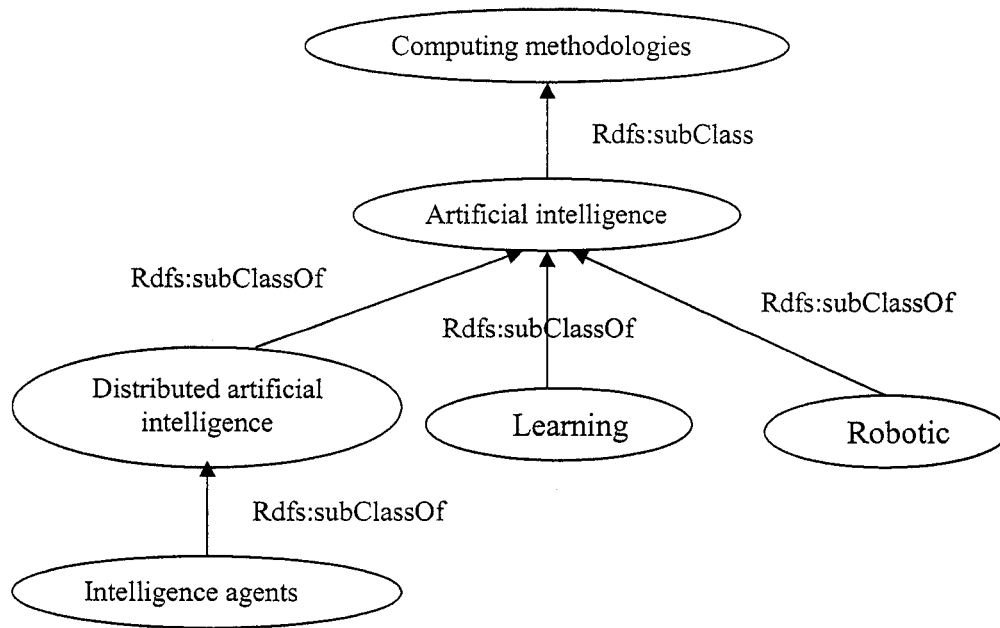 Computing methodologies
Rdfs:subClass
Artificial intelligence
Rdfs:subClassOf
Rdfs:subClassOf
Rdfs:subClassOf
Distributed artificial
intelligence
Learning
Robotic
Rdfs:subClassOf
Intelligence agents